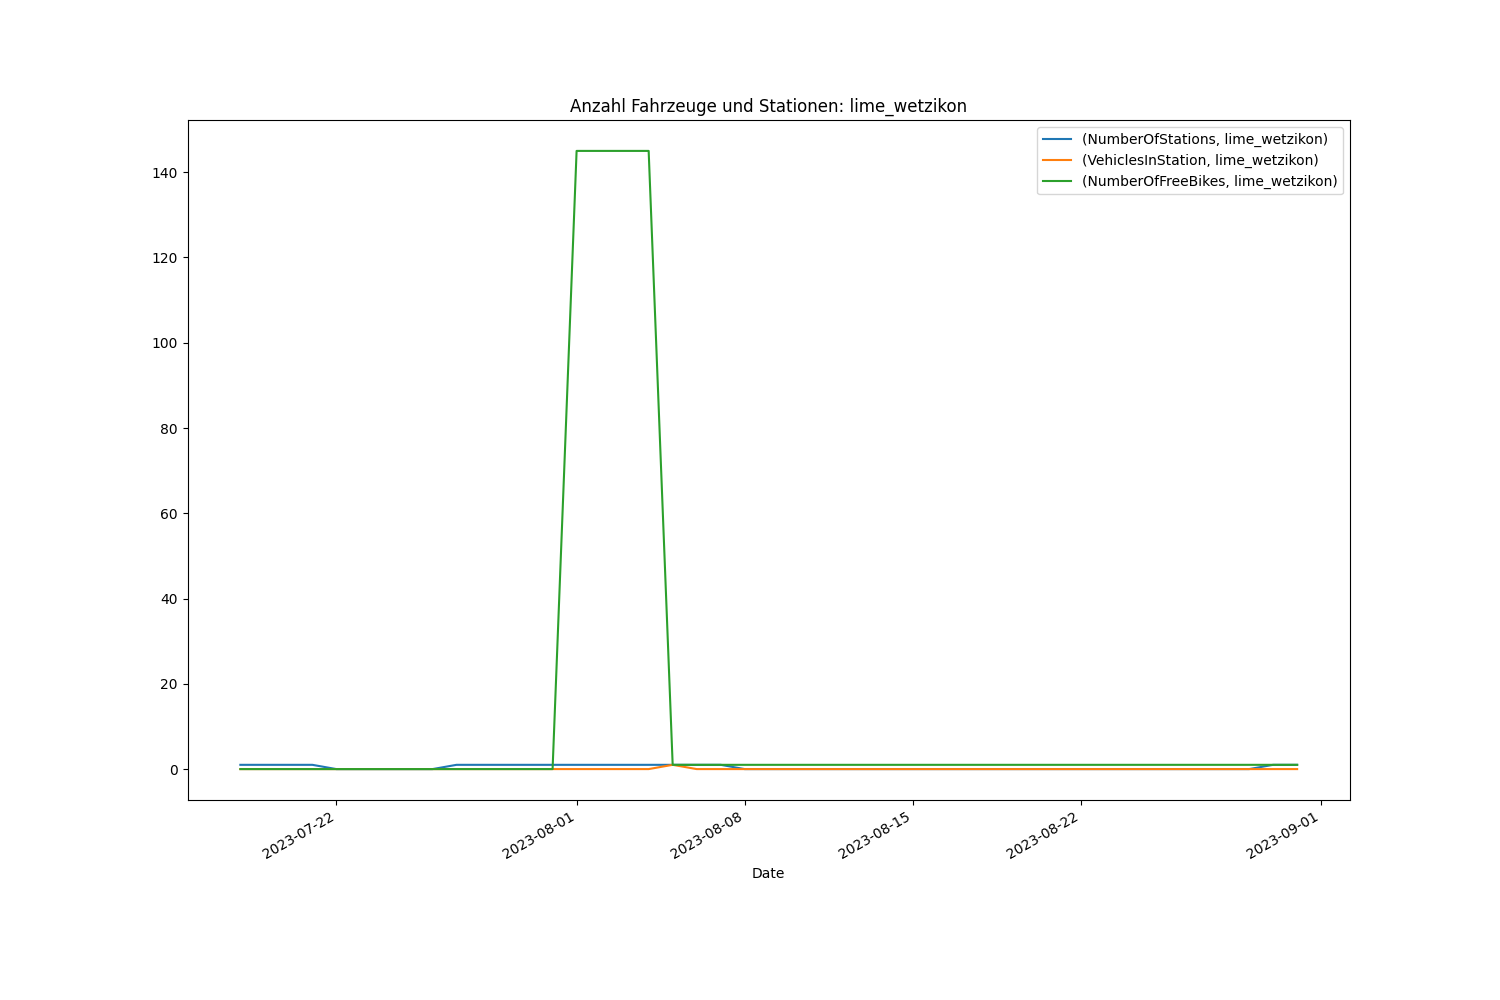 Anzahl Fahrzeuge und Stationen: lime_wetzikon
(NumberOfStations, lime_wetzikon)
(VehiclesInStation, lime_wetzikon)
(NumberOfFreeBikes, lime_wetzikon)
140
120
100
80
60
40
20
0
2023-07-22
2023-08-01
2023-08-08
2023-08-15
2023-08-22
2023-09-01
Date